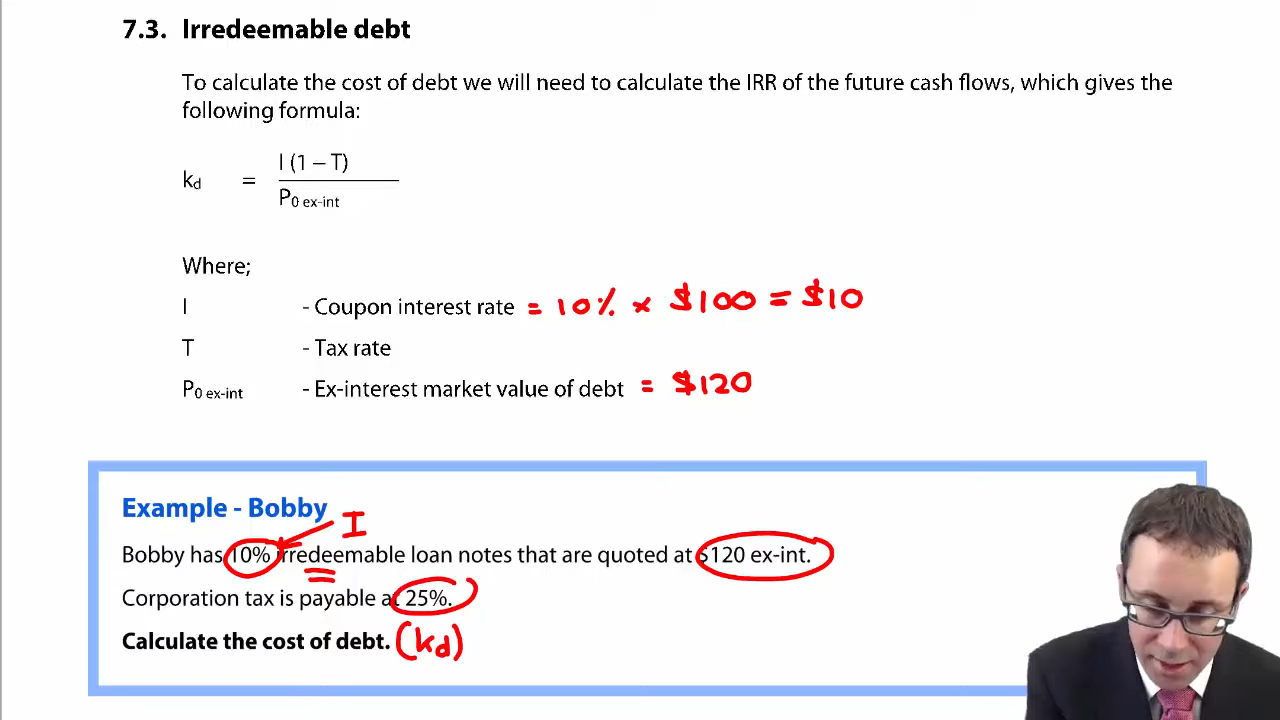 7.3. Irredeemable debt
To calculate the cost of debt we will need to calculate the IRR of the future cash flows, which gives the
following formula:
I (1 – T)
kd =
P0 ex-int
Where;
I - Coupon interest rate = 10% × $100 = $10
T - Tax rate
P0 ex-int - Ex-interest market value of debt = $120
Example - Bobby
I
Bobby has 10% irredeemable loan notes that are quoted at $120 ex-int.
Corporation tax is payable at 25%.
Calculate the cost of debt. (kd)